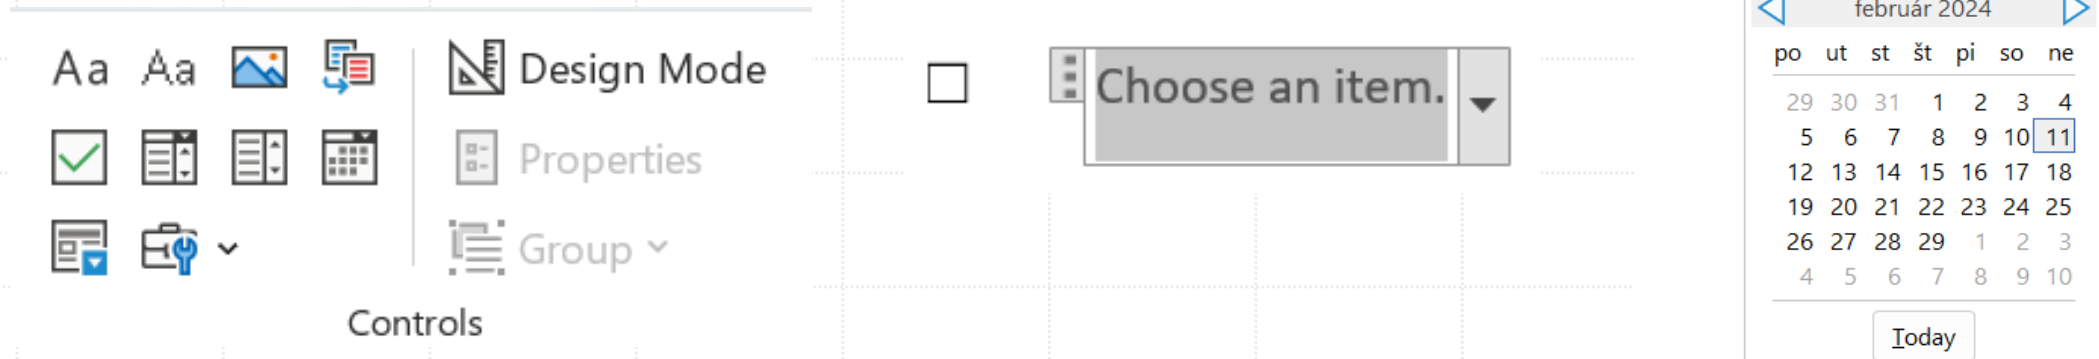 Aa Aa Design Mode
Properties
Group
Controls
Choose an item.
február 2024
po ut st št pi so ne
29 30 31 1 2 3 4
5 6 7 8 9 10 11
12 13 14 15 16 17 18
19 20 21 22 23 24 25
26 27 28 29 1 2 3
4 5 6 7 8 9 10
Today